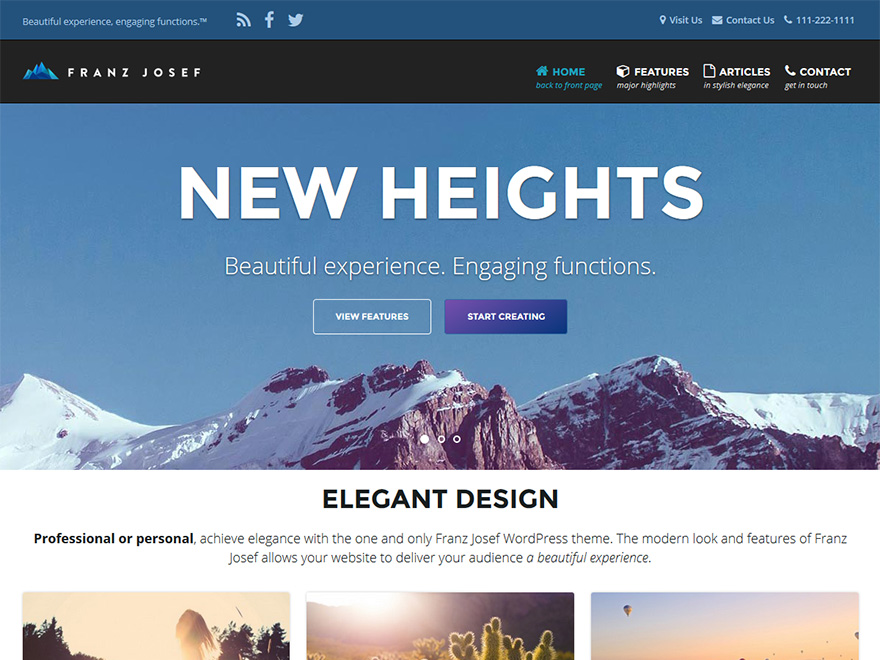 Beautiful experience, engaging functions.™
Visit Us Contact Us 111-222-1111
FRANZ JOSEF
HOME FEATURES ARTICLES CONTACT
back to front page major highlights in stylish elegance get in touch
NEW HEIGHTS
Beautiful experience. Engaging functions.
VIEW FEATURES START CREATING
ELEGANT DESIGN
Professional or personal, achieve elegance with the one and only Franz Josef WordPress theme. The modern look and features of Franz
Josef allows your website to deliver your audience a beautiful experience.